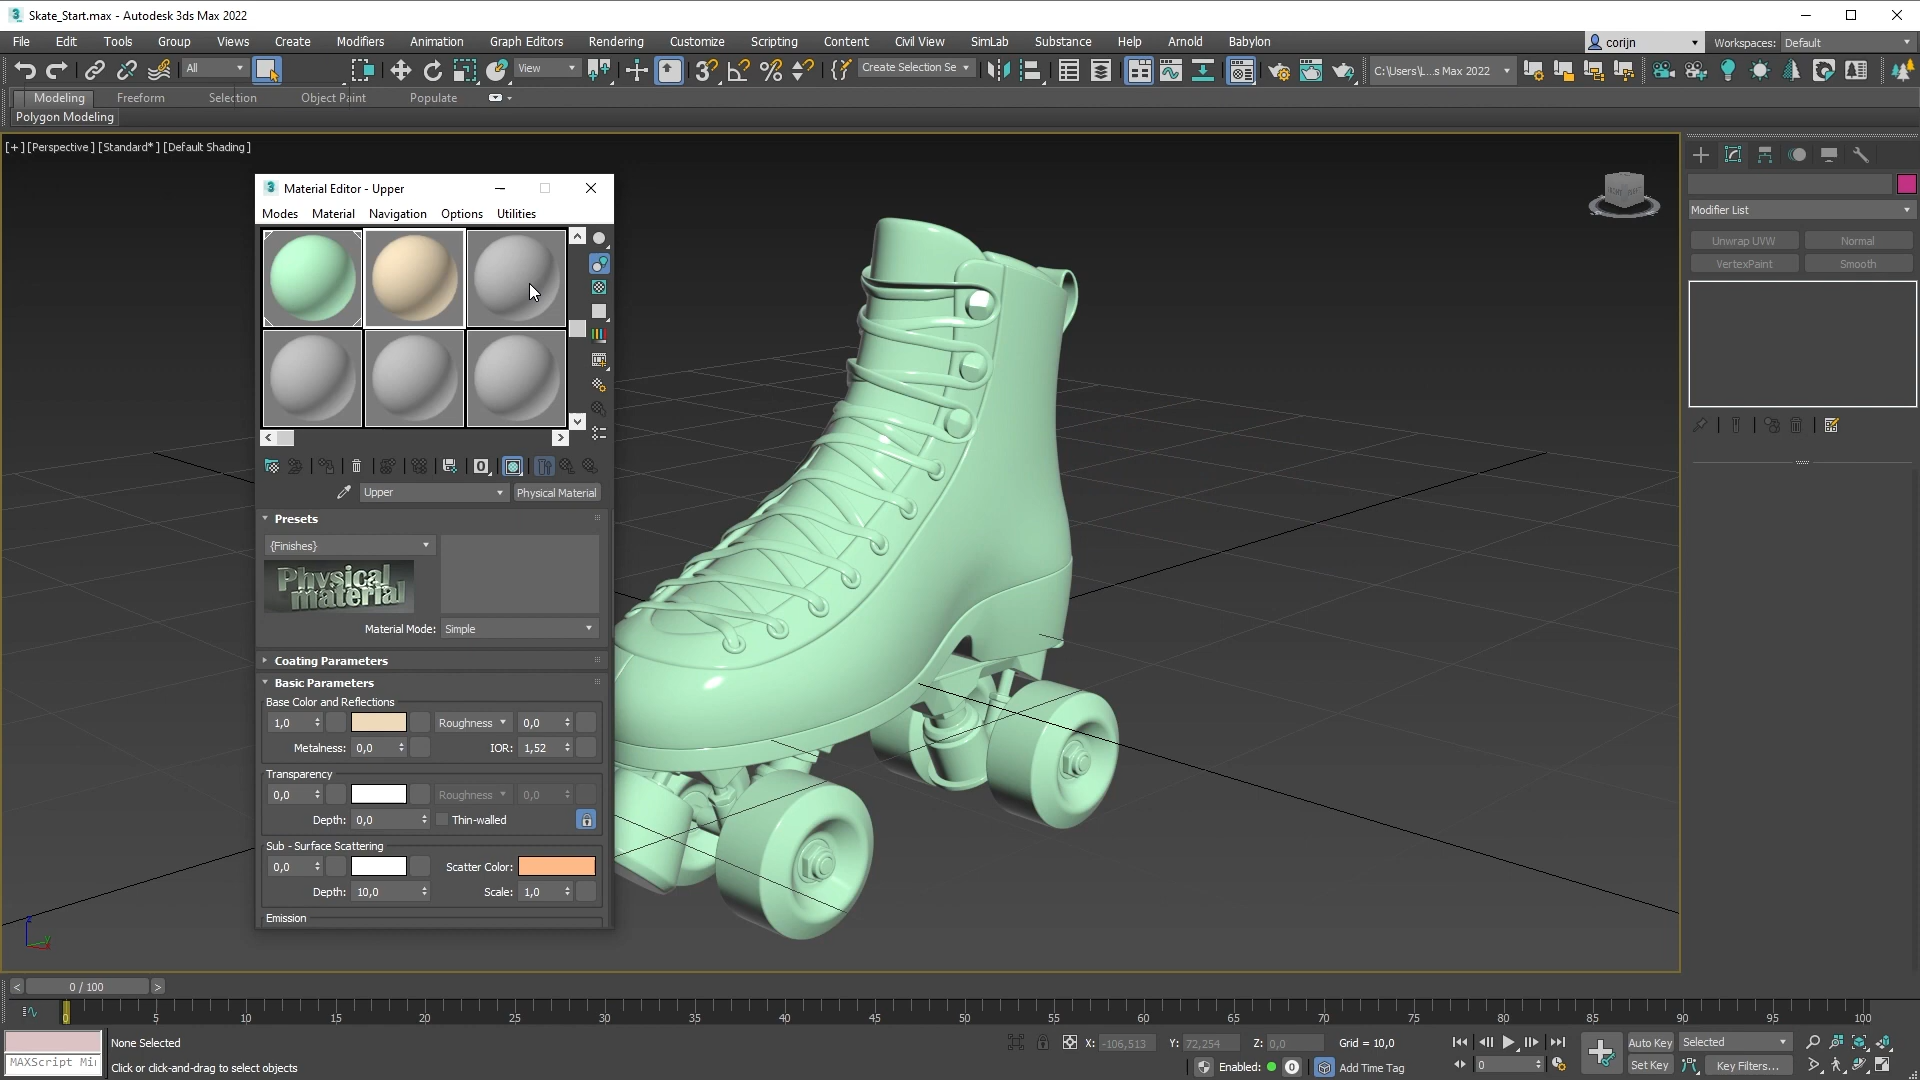 Skate_Start.max - Autodesk 3ds Max 2022
File Edit Tools Group Views Create Modifiers Animation Graph Editors Rendering Customize Scripting Content Civil View SimLab Substance Help Arnold Babylon corijn Workspaces: Default
All View Create Selection Se C:\Users\L...s Max 2022
Modeling Freeform Selection Object Paint Populate
Polygon Modeling
[+] [Perspective] [Standard*] [Default Shading]
Material Editor - Upper
Modes Material Navigation Options Utilities
Upper Physical Material
Presets
{Finishes}
Physical material
Material Mode: Simple
Coating Parameters
Basic Parameters
Base Color and Reflections
1,0 Roughness 0,0
Metalness: 0,0 IOR: 1,52
Transparency
0,0 Roughness 0,0
Depth: 0,0 Thin-walled
Sub - Surface Scattering
0,0 Scatter Color:
Depth: 10,0 Scale: 1,0
Emission
Modifier List
Unwrap UVW Normal
VertexPaint Smooth
0 / 100
0 5 10 15 20 25 30 35 40 45 50 55 60 65 70 75 80 85 90 95 100
None Selected X: -106,513 Y: 72,254 Z: 0,0 Grid = 10,0 Auto Key Selected
MAXScript Mi Click or click-and-drag to select objects Enabled: 0 Add Time Tag 0 Set Key Key Filters...